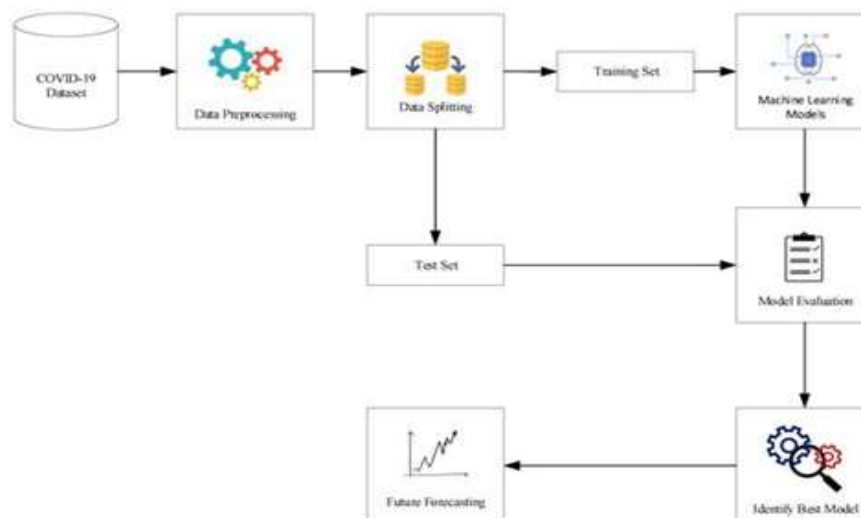 COVID-19
Dataset
Data Preprocessing
Data Splitting
Training Set
Machine Learning
Models
Test Set
Model Evaluation
Future Forecasting
Identify Best Model